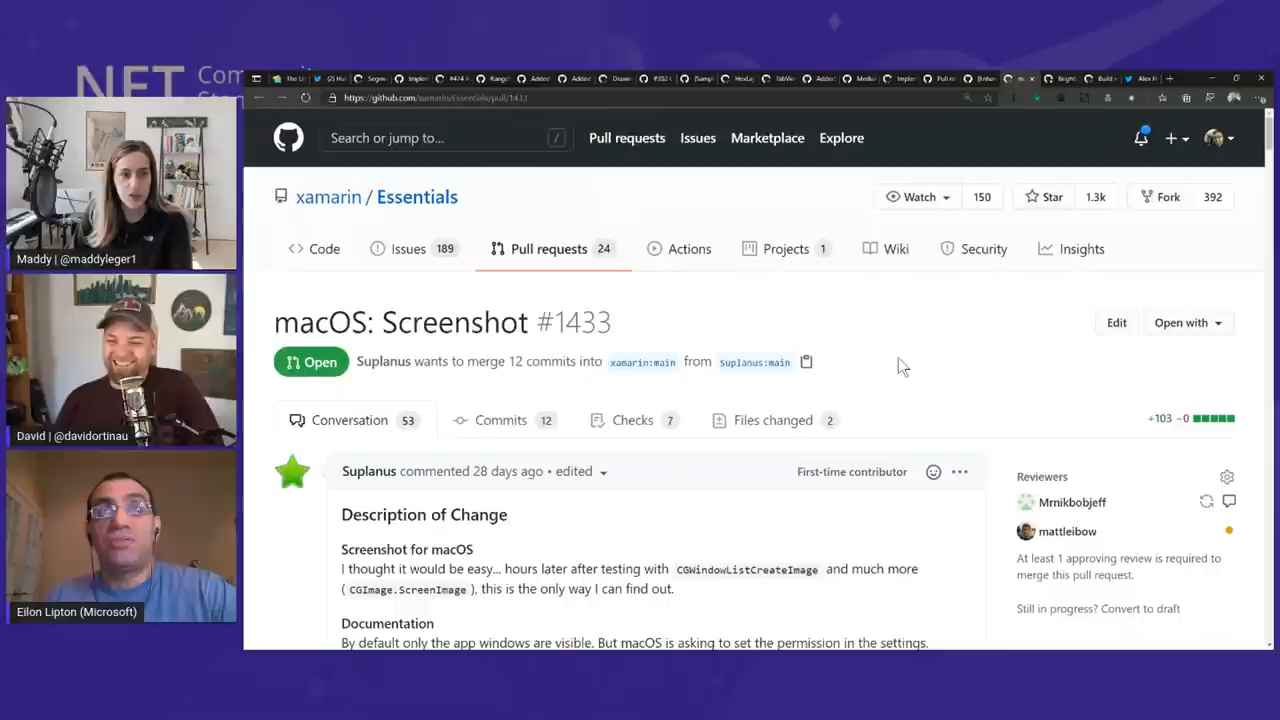 .NET Com
https://github.com/xamarin/Essentials/pull/1433
Search or jump to...
/
Pull requests
Issues
Marketplace
Explore
xamarin / Essentials
Watch
150
Star
1.3k
Fork
392
Code
Issues 189
Pull requests 24
Actions
Projects 1
Wiki
Security
Insights
macOS: Screenshot #1433
Edit
Open with
Open
Suplanus wants to merge 12 commits into xamarin:main from Suplanus:main
Conversation 53
Commits 12
Checks 7
Files changed 2
+103 -0
Suplanus commented 28 days ago • edited
First-time contributor
Description of Change
Screenshot for macOS
I thought it would be easy... hours later after testing with CGWindowListCreateImage and much more
( CGImage.ScreenImage ), this is the only way I can find out.
Documentation
By default only the app windows are visible. But macOS is asking to set the permission in the settings.
Reviewers
Mrnikbobjeff
mattleibow
At least 1 approving review is required to
merge this pull request.
Still in progress? Convert to draft
Maddy | @maddyleger1
David | @davidortinau
Eilon Lipton (Microsoft)